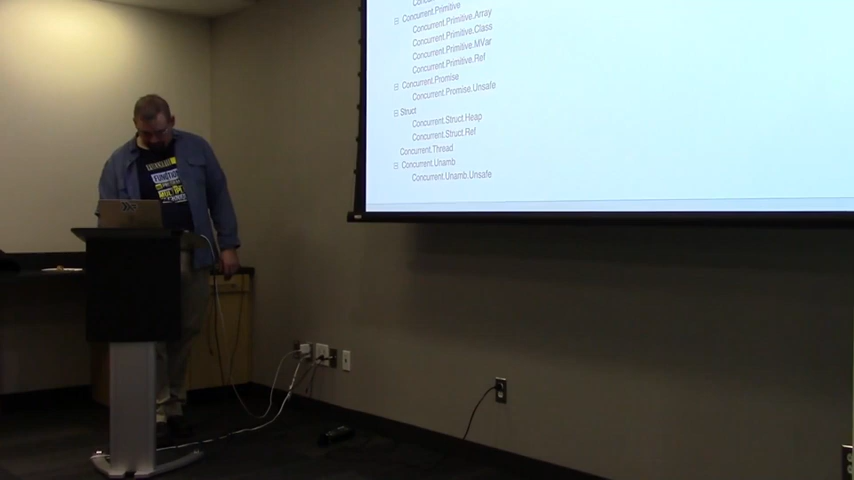 Concurrent.Primitive
Concurrent.Primitive.Array
Concurrent.Primitive.Class
Concurrent.Primitive.MVar
Concurrent.Primitive.Ref
Concurrent.Promise
Concurrent.Promise.Unsafe
Struct
Concurrent.Struct.Heap
Concurrent.Struct.Ref
Concurrent.Thread
Concurrent.Unamb
Concurrent.Unamb.Unsafe